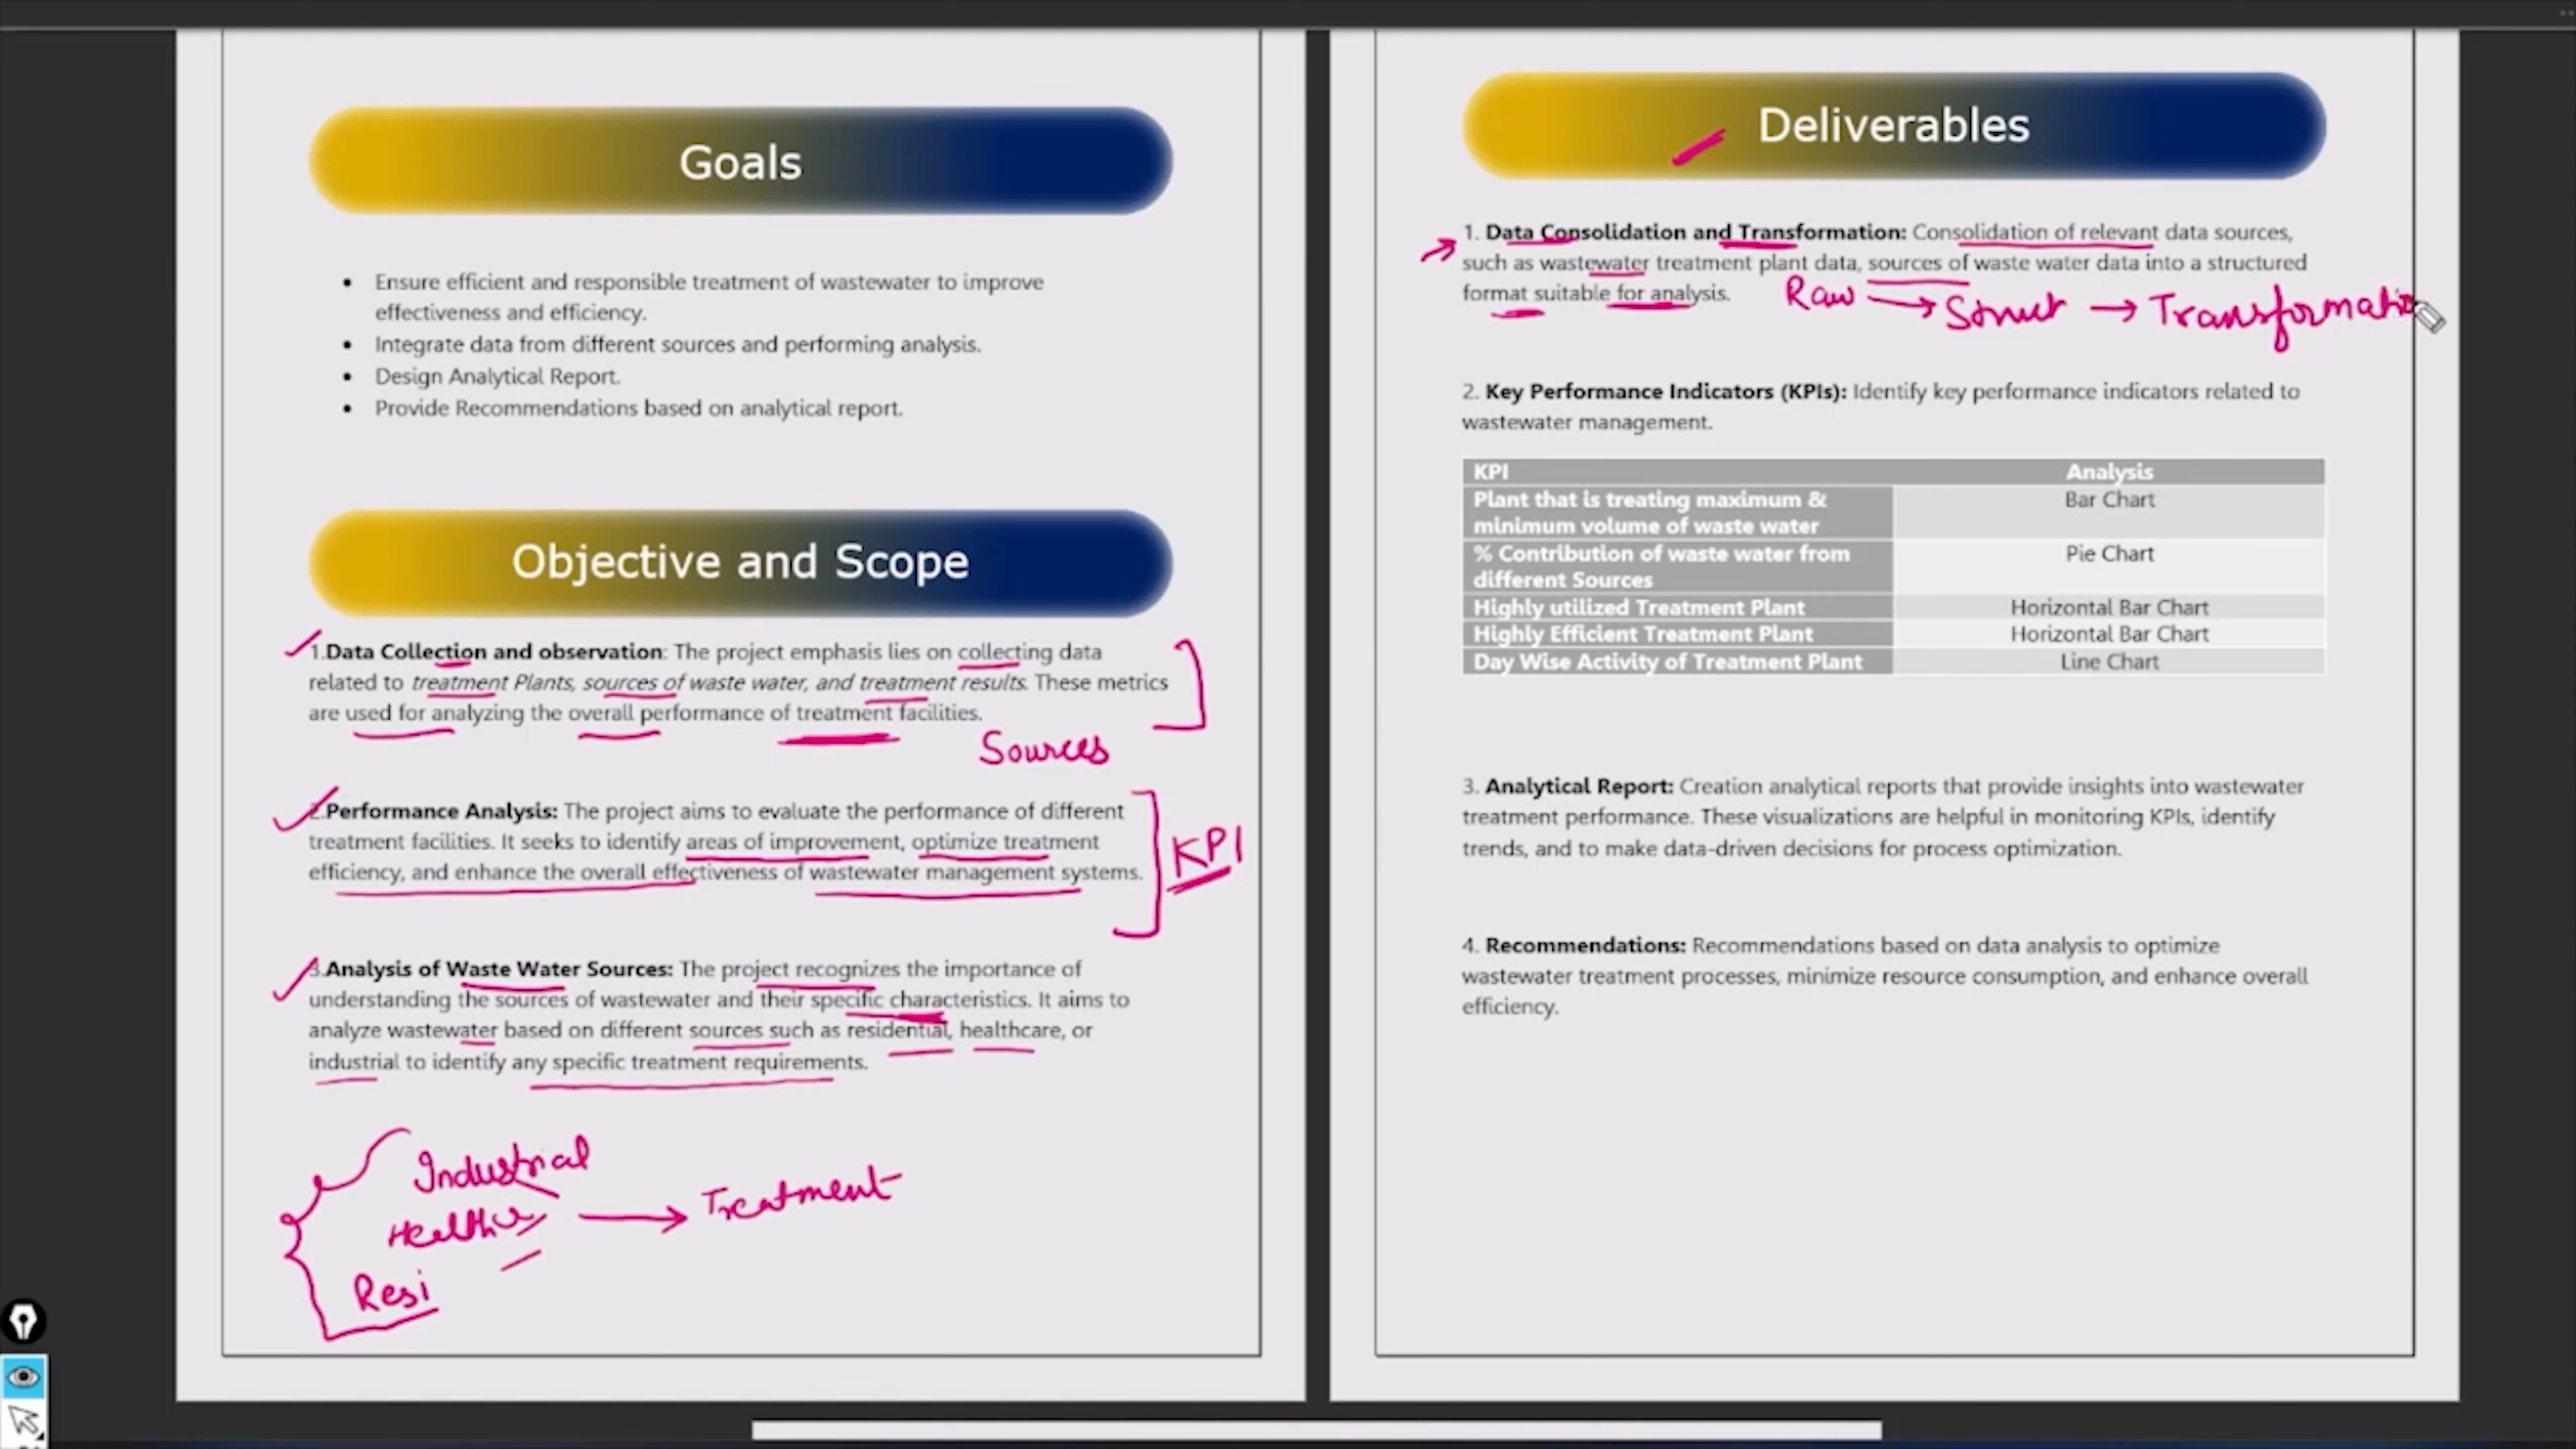 Goals
• Ensure efficient and responsible treatment of wastewater to improve
effectiveness and efficiency.
• Integrate data from different sources and performing analysis.
• Design Analytical Report.
• Provide Recommendations based on analytical report.
Objective and Scope
1.Data Collection and observation: The project emphasis lies on collecting data
related to treatment Plants, sources of waste water, and treatment results. These metrics
are used for analyzing the overall performance of treatment facilities.
Sources
2.Performance Analysis: The project aims to evaluate the performance of different
treatment facilities. It seeks to identify areas of improvement, optimize treatment
efficiency, and enhance the overall effectiveness of wastewater management systems.
KPI
3.Analysis of Waste Water Sources: The project recognizes the importance of
understanding the sources of wastewater and their specific characteristics. It aims to
analyze wastewater based on different sources such as residential, healthcare, or
industrial to identify any specific treatment requirements.
Industrial
→ Treatment
Resi
Deliverables
1. Data Consolidation and Transformation: Consolidation of relevant data sources,
such as wastewater treatment plant data, sources of waste water data into a structured
format suitable for analysis.
Raw → Struct → Transformatio
2. Key Performance Indicators (KPIs): Identify key performance indicators related to
wastewater management.
KPI Analysis
Plant that is treating maximum & Bar Chart
minimum volume of waste water
% Contribution of waste water from Pie Chart
different Sources
Highly utilized Treatment Plant Horizontal Bar Chart
Highly Efficient Treatment Plant Horizontal Bar Chart
Day Wise Activity of Treatment Plant Line Chart
3. Analytical Report: Creation analytical reports that provide insights into wastewater
treatment performance. These visualizations are helpful in monitoring KPIs, identify
trends, and to make data-driven decisions for process optimization.
4. Recommendations: Recommendations based on data analysis to optimize
wastewater treatment processes, minimize resource consumption, and enhance overall
efficiency.